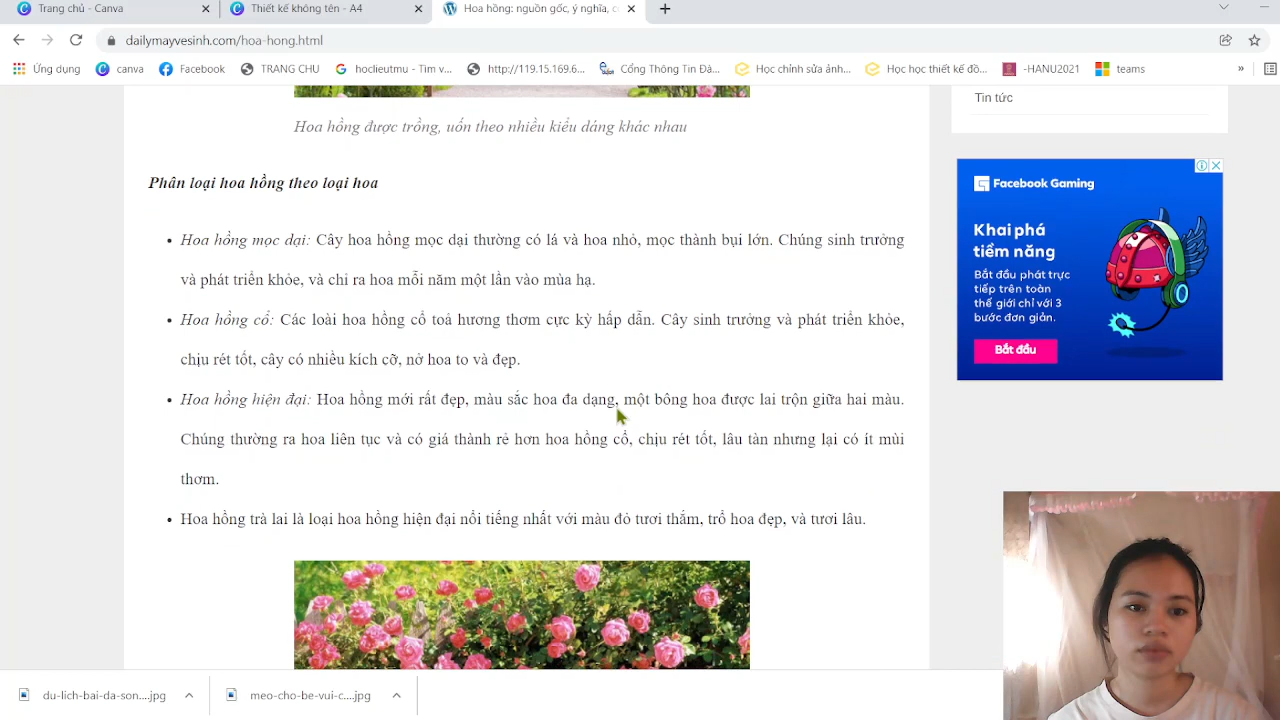 Trang chủ - Canva
Thiết kế không tên - A4
Hoa hồng: nguồn gốc, ý nghĩa, c
dailymayvesinh.com/hoa-hong.html
Ứng dụng
canva
Facebook
TRANG CHU
hoclieutmu - Tìm v...
http://119.15.169.6...
Cổng Thông Tin Đà...
Học chỉnh sửa ảnh...
Học học thiết kế đồ...
-HANU2021
teams
»
Hoa hồng được trồng, uốn theo nhiều kiểu dáng khác nhau
Phân loại hoa hồng theo loại hoa
• Hoa hồng mọc dại: Cây hoa hồng mọc dại thường có lá và hoa nhỏ, mọc thành bụi lớn. Chúng sinh trưởng
và phát triển khỏe, và chỉ ra hoa mỗi năm một lần vào mùa hạ.
• Hoa hồng cổ: Các loài hoa hồng cổ toả hương thơm cực kỳ hấp dẫn. Cây sinh trưởng và phát triển khỏe,
chịu rét tốt, cây có nhiều kích cỡ, nở hoa to và đẹp.
• Hoa hồng hiện đại: Hoa hồng mới rất đẹp, màu sắc hoa đa dạng, một bông hoa được lai trộn giữa hai màu.
Chúng thường ra hoa liên tục và có giá thành rẻ hơn hoa hồng cổ, chịu rét tốt, lâu tàn nhưng lại có ít mùi
thơm.
• Hoa hồng trà lai là loại hoa hồng hiện đại nổi tiếng nhất với màu đỏ tươi thắm, trổ hoa đẹp, và tươi lâu.
Tin tức
Facebook Gaming
Khai phá
tiềm năng
Bắt đầu phát trực
tiếp trên toàn
thế giới chỉ với 3
bước đơn giản.
Bắt đầu
du-lich-bai-da-son....jpg
meo-cho-be-vui-c....jpg